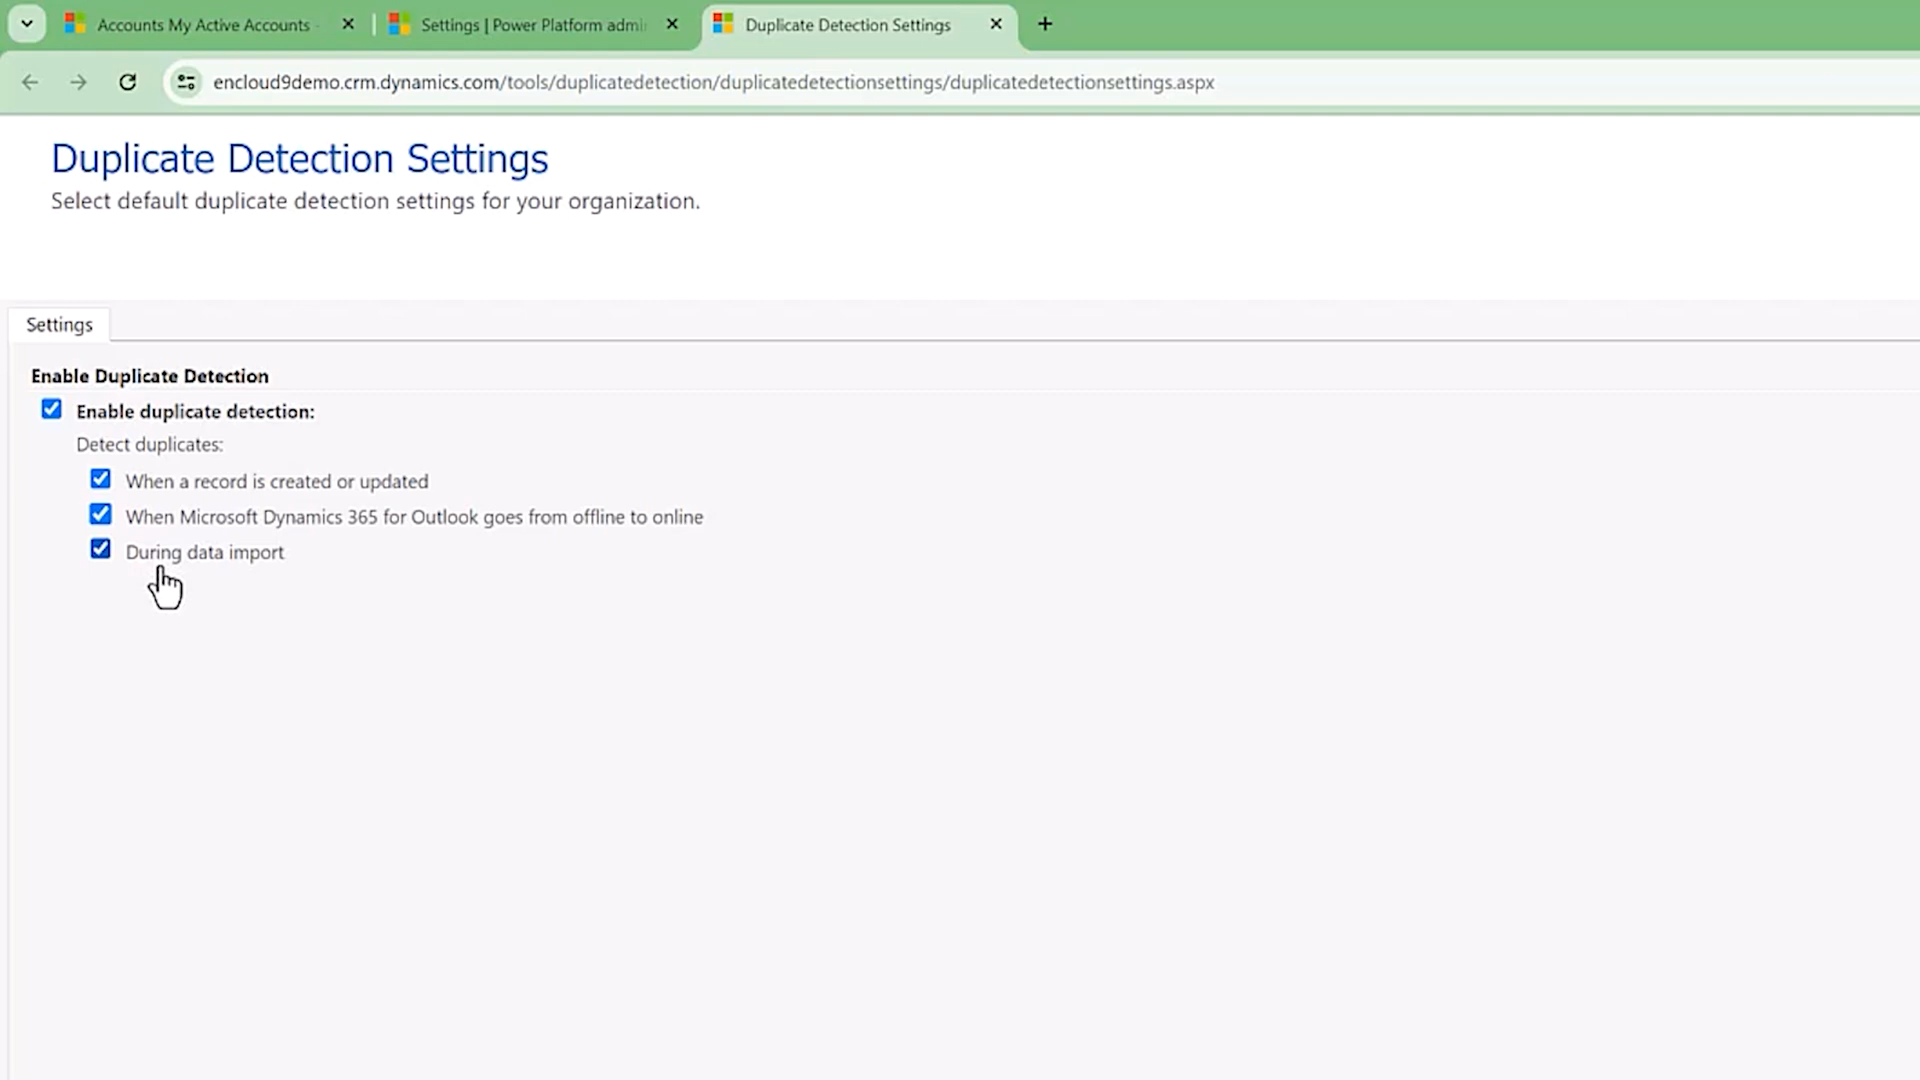 Accounts My Active Accounts -
Settings | Power Platform admi
Duplicate Detection Settings
encloud9demo.crm.dynamics.com/tools/duplicatedetection/duplicatedetectionsettings/duplicatedetectionsettings.aspx
Duplicate Detection Settings
Select default duplicate detection settings for your organization.
Settings
Enable Duplicate Detection
Enable duplicate detection:
Detect duplicates:
When a record is created or updated
When Microsoft Dynamics 365 for Outlook goes from offline to online
During data import